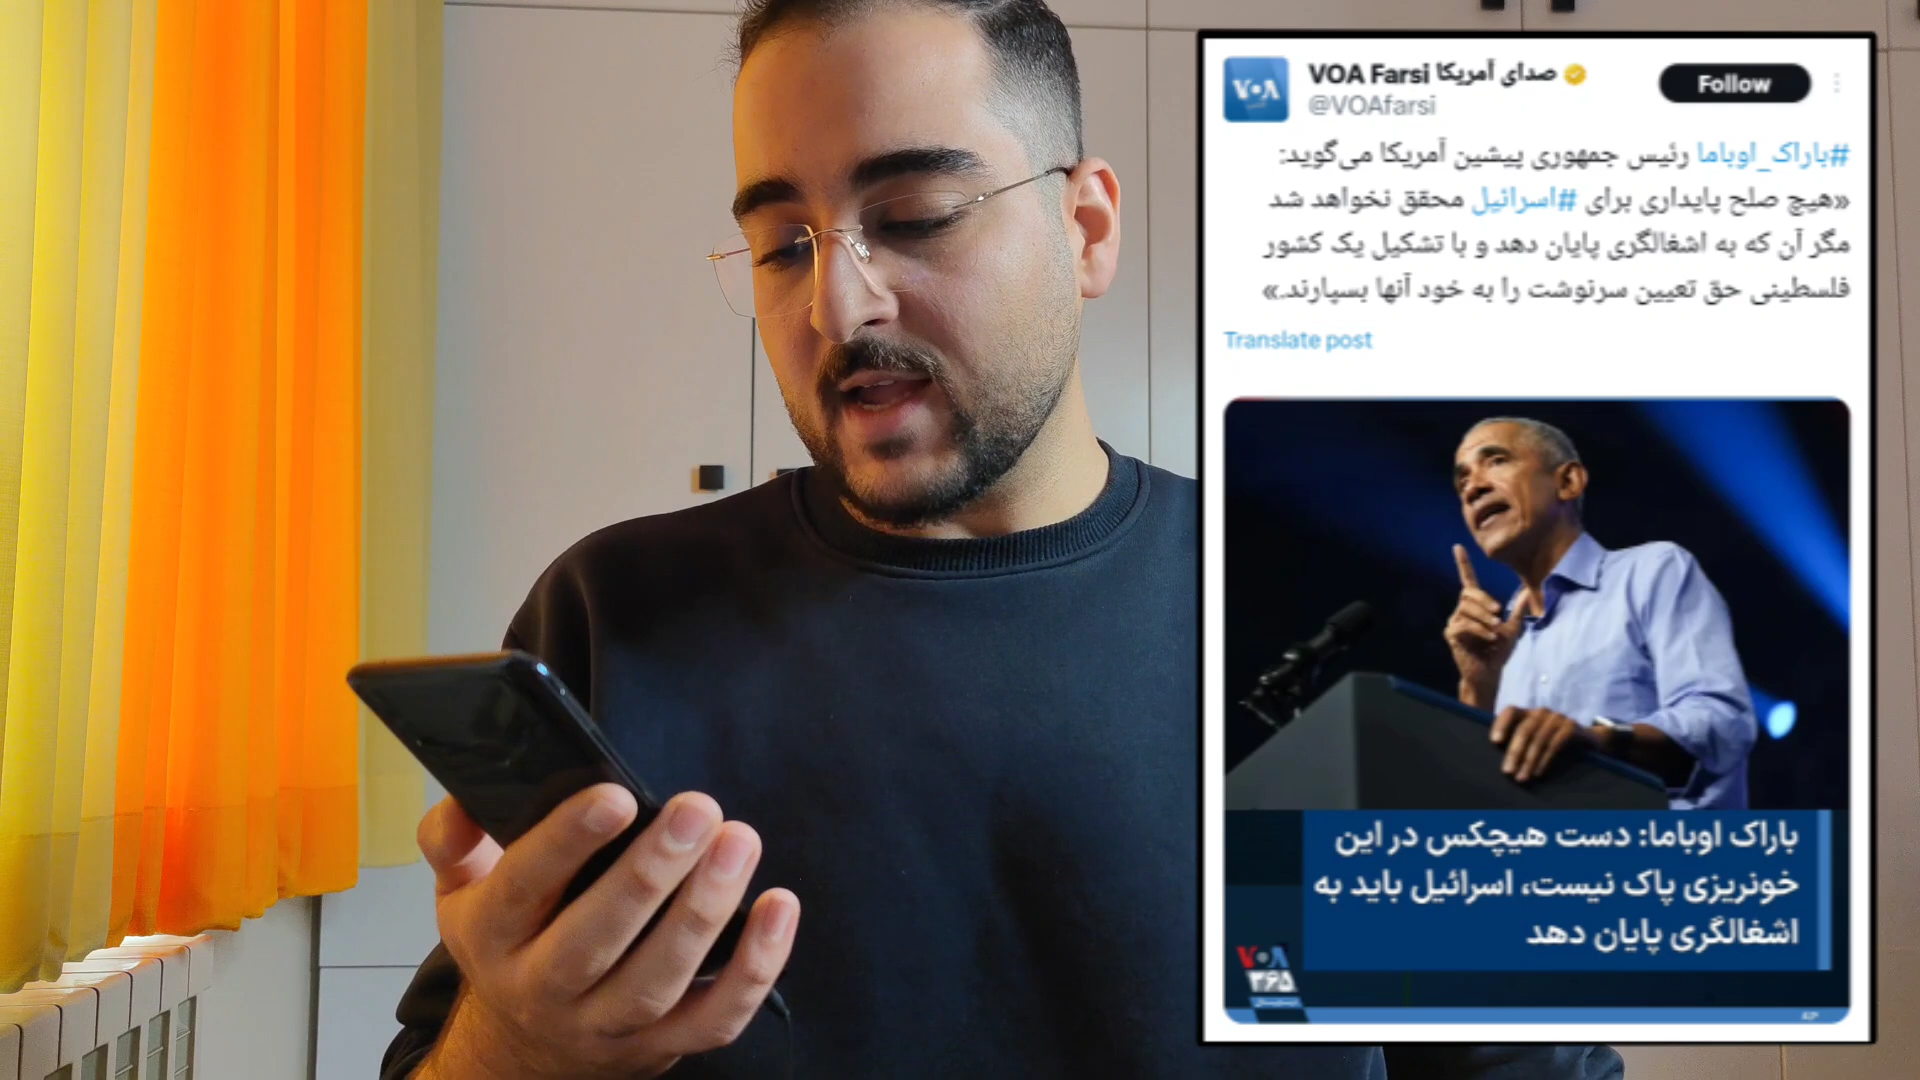 VOA
VOA Farsi صدای آمریکا
@VOAfarsi
Follow
#باراک_اوباما رئیس جمهوری پیشین آمریکا می‌گوید:
«هیچ صلح پایداری برای #اسرائیل محقق نخواهد شد
مگر آن که به اشغالگری پایان دهد و با تشکیل یک کشور
فلسطینی حق تعیین سرنوشت را به خود آنها بسپارند.»
Translate post
باراک اوباما: دست هیچکس در این
خونریزی پاک نیست، اسرائیل باید به
اشغالگری پایان دهد
VOA
۳۶۵
AP